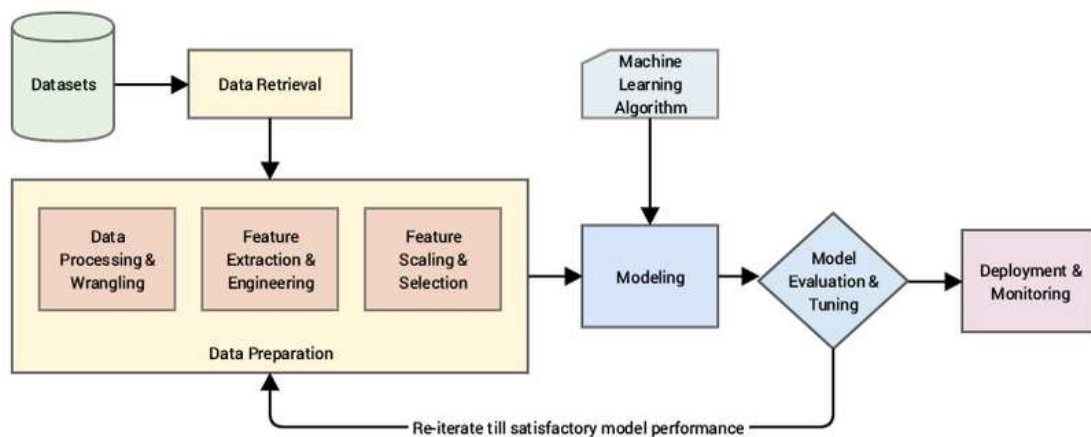 Datasets
Data Retrieval
Machine
Learning
Algorithm
Data
Processing &
Wrangling
Feature
Extraction &
Engineering
Feature
Scaling &
Selection
Data Preparation
Modeling
Model
Evaluation &
Tuning
Deployment &
Monitoring
Re-iterate till satisfactory model performance